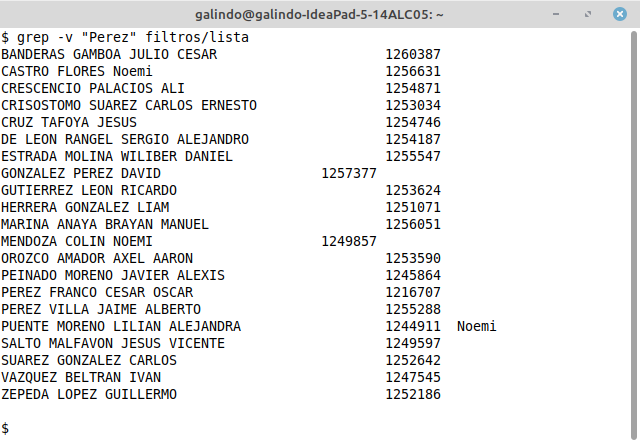 galindo@galindo-IdeaPad-5-14ALC05: ~
$ grep -v "Perez" filtros/lista
BANDERAS GAMBOA JULIO CESAR 1260387
CASTRO FLORES Noemi 1256631
CRESCENCIO PALACIOS ALI 1254871
CRISOSTOMO SUAREZ CARLOS ERNESTO 1253034
CRUZ TAFOYA JESUS 1254746
DE LEON RANGEL SERGIO ALEJANDRO 1254187
ESTRADA MOLINA WILIBER DANIEL 1255547
GONZALEZ PEREZ DAVID 1257377
GUTIERREZ LEON RICARDO 1253624
HERRERA GONZALEZ LIAM 1251071
MARINA ANAYA BRAYAN MANUEL 1256051
MENDOZA COLIN NOEMI 1249857
OROZCO AMADOR AXEL AARON 1253590
PEINADO MORENO JAVIER ALEXIS 1245864
PEREZ FRANCO CESAR OSCAR 1216707
PEREZ VILLA JAIME ALBERTO 1255288
PUENTE MORENO LILIAN ALEJANDRA 1244911 Noemi
SALTO MALFAVON JESUS VICENTE 1249597
SUAREZ GONZALEZ CARLOS 1252642
VAZQUEZ BELTRAN IVAN 1247545
ZEPEDA LOPEZ GUILLERMO 1252186
$